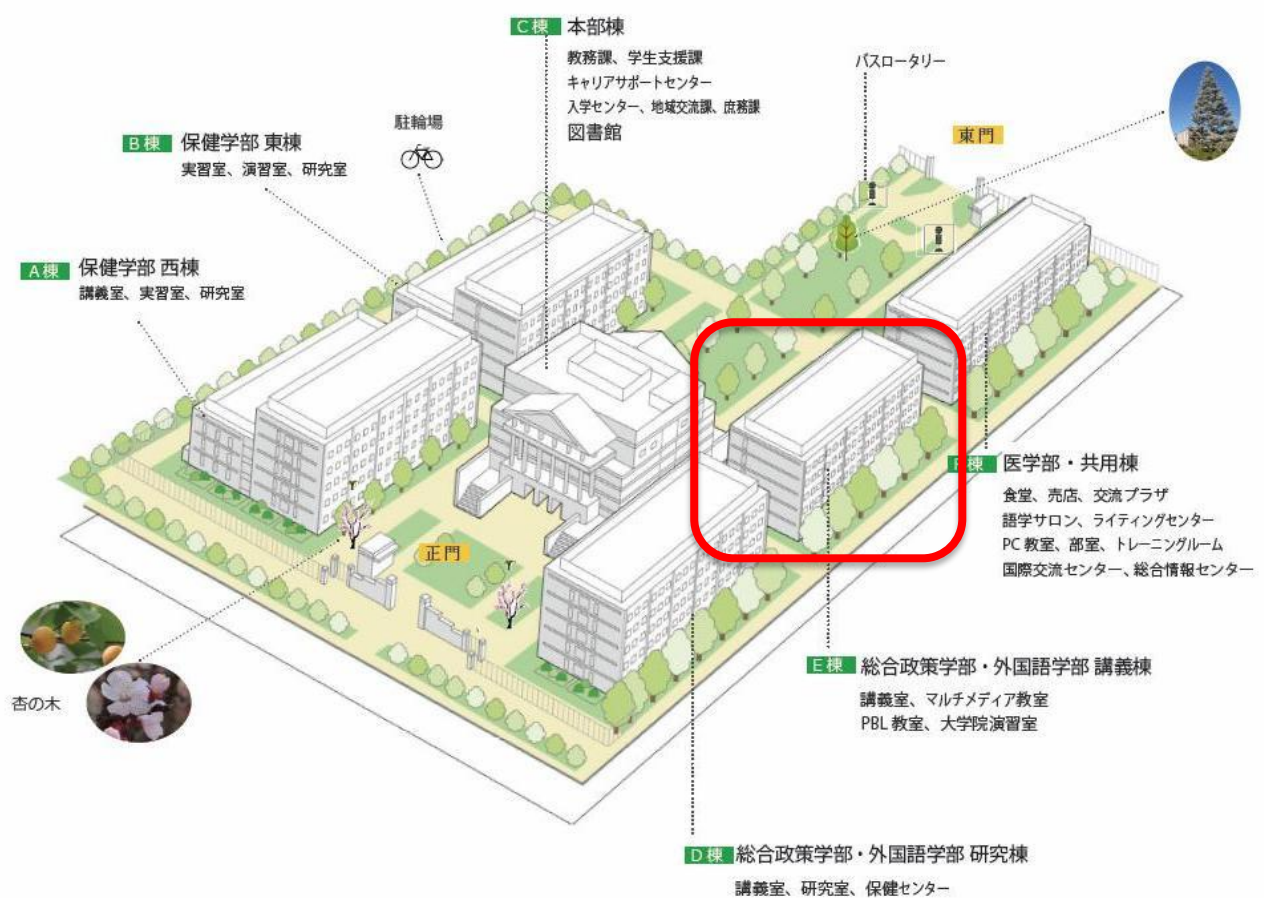 C棟 本部棟
教務課、学生支援課
キャリアサポートセンター
入学センター、地域交流課、庶務課
図書館
バスロータリー
東門
駐輪場
B棟 保健学部 東棟
実習室、演習室、研究室
A棟 保健学部 西棟
講義室、実習室、研究室
正門
杏の木
棟 医学部・共用棟
食堂、売店、交流プラザ
語学サロン、ライティングセンター
PC教室、部室、トレーニングルーム
国際交流センター、総合情報センター
E棟 総合政策学部・外国語学部 講義棟
講義室、マルチメディア教室
PBL教室、大学院演習室
D棟 総合政策学部・外国語学部 研究棟
講義室、研究室、保健センター